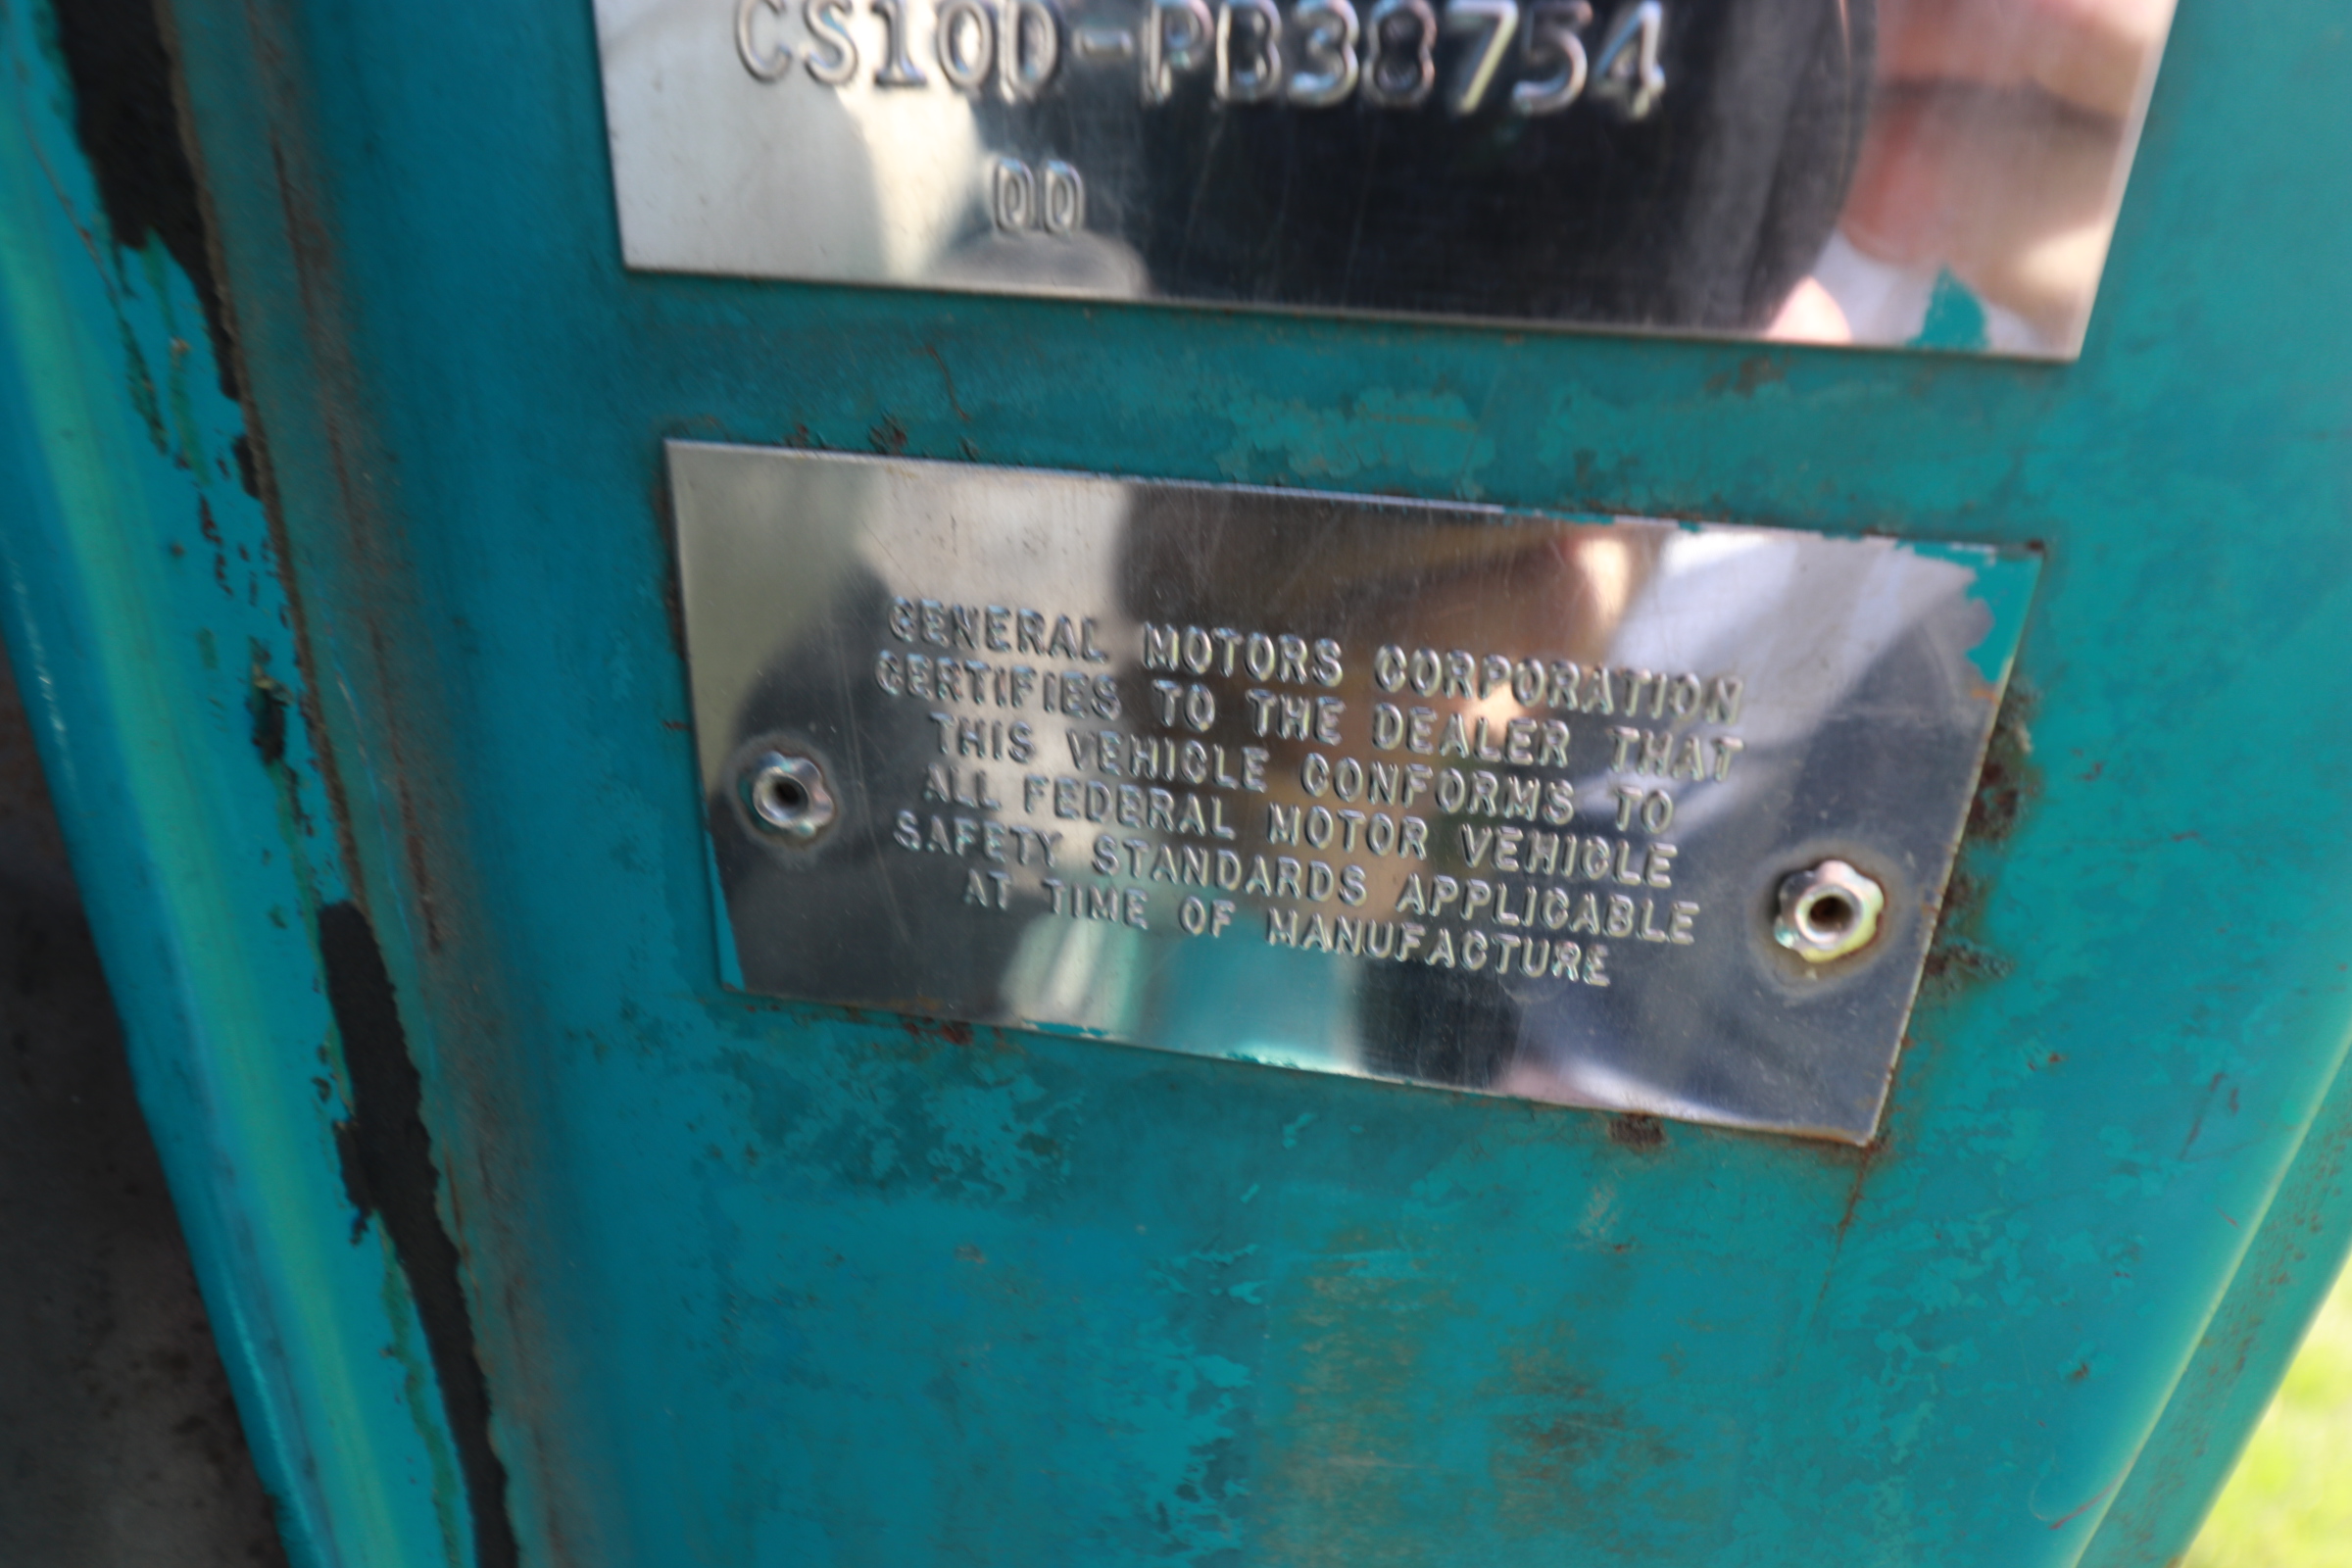 CS10D-PB38754
00
GENERAL MOTORS CORPORATION
CERTIFIES TO THE DEALER THAT
THIS VEHICLE CONFORMS TO
ALL FEDERAL MOTOR VEHICLE
SAFETY STANDARDS APPLICABLE
AT TIME OF MANUFACTURE